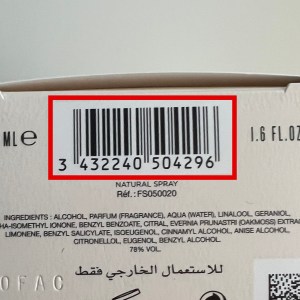 ML e
1.6 FL.OZ
3 432240 504296
NATURAL SPRAY
Réf.: FS050020
INGREDIENTS: ALCOHOL, PARFUM (FRAGRANCE), AQUA (WATER), LINALOOL, GERANIOL,
HA-ISOMETHYL IONONE, BENZYL BENZOATE, CITRAL, EVERNIA PRUNASTRI (OAKMOSS) EXTRACT,
LIMONENE, BENZYL SALICYLATE, ISOEUGENOL, CINNAMYL ALCOHOL, ANISE ALCOHOL,
CITRONELLOL, EUGENOL, BENZYL ALCOHOL.
78% VOL.
للاستعمال الخارجي فقط
OFAC